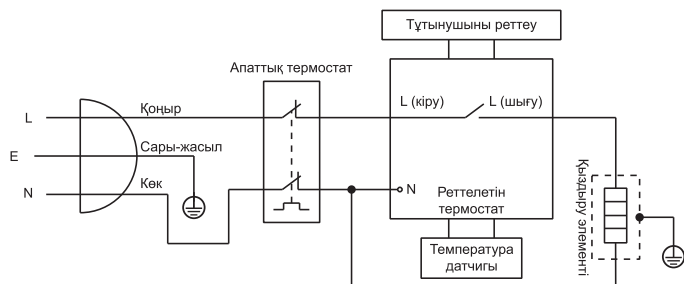 Тұтынушыны реттеу
Апаттық термостат
L
Қоңыр
L (кіру)
L (шығу)
E
Сары-жасыл
N
Көк
N
Реттелетін
термостат
Температура
датчигы
Қыздыру элементі